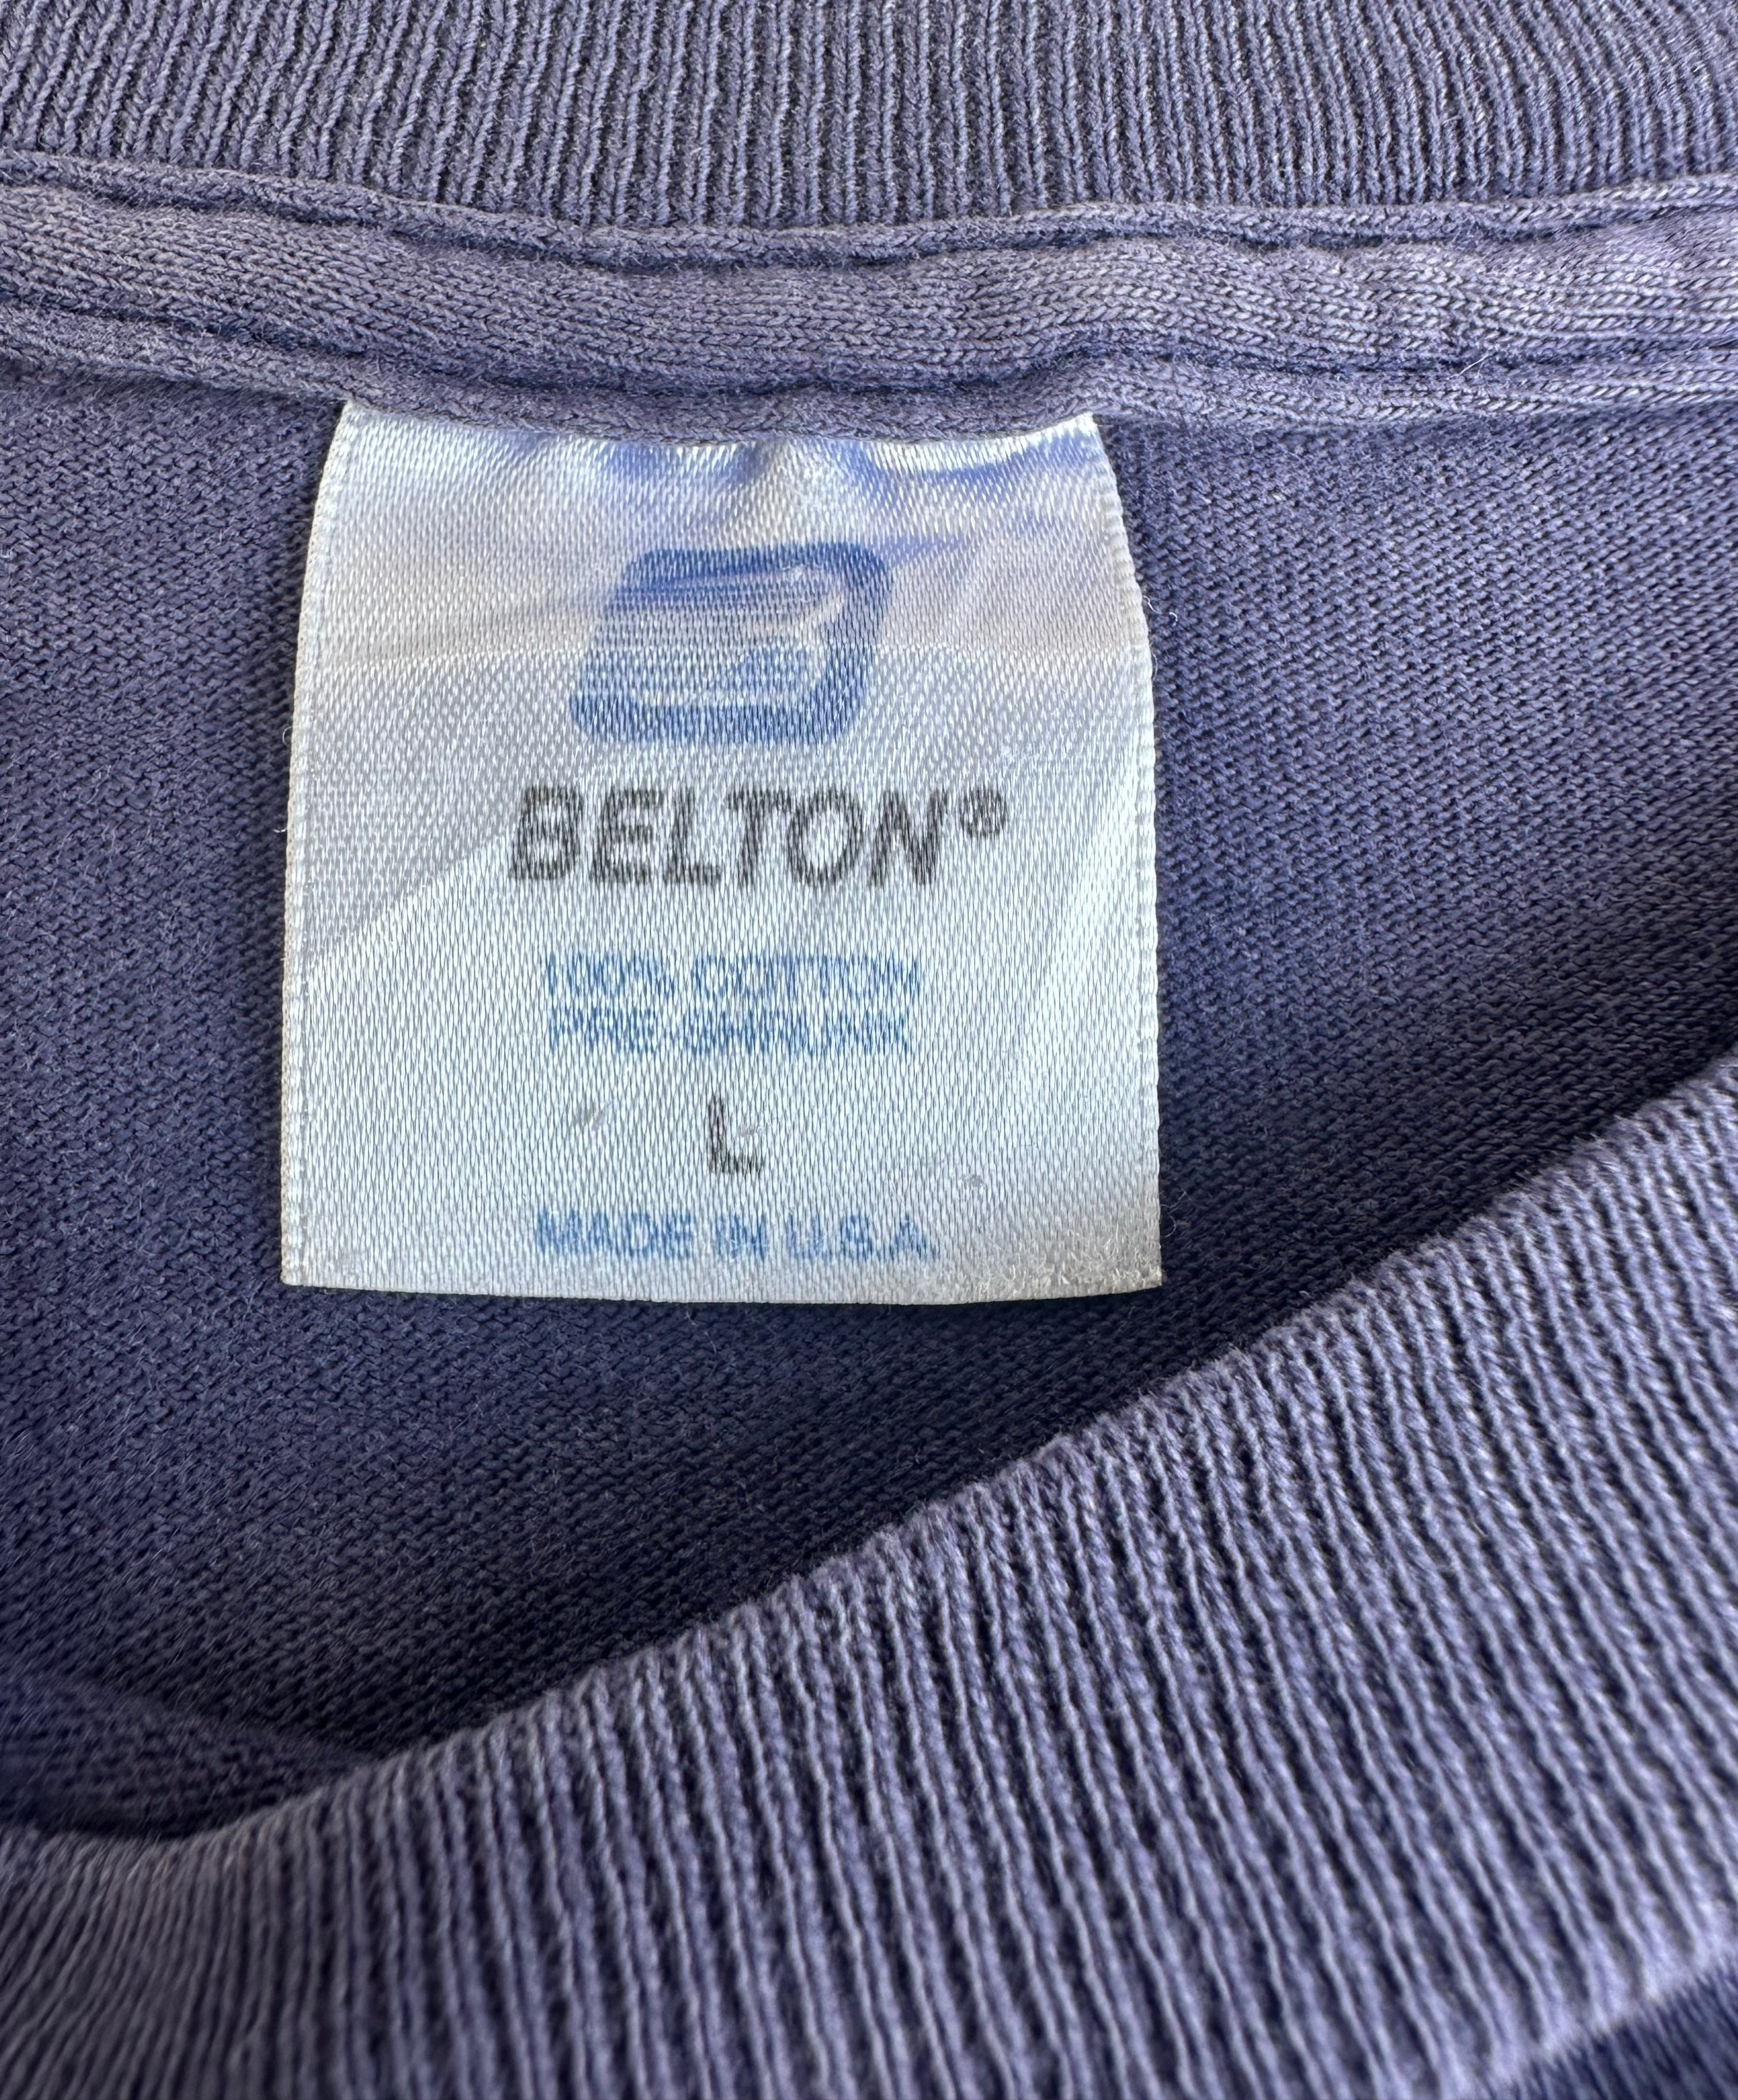 BELTON®
100% COTTON
PRE-SHRUNK
L
MADE IN U.S.A